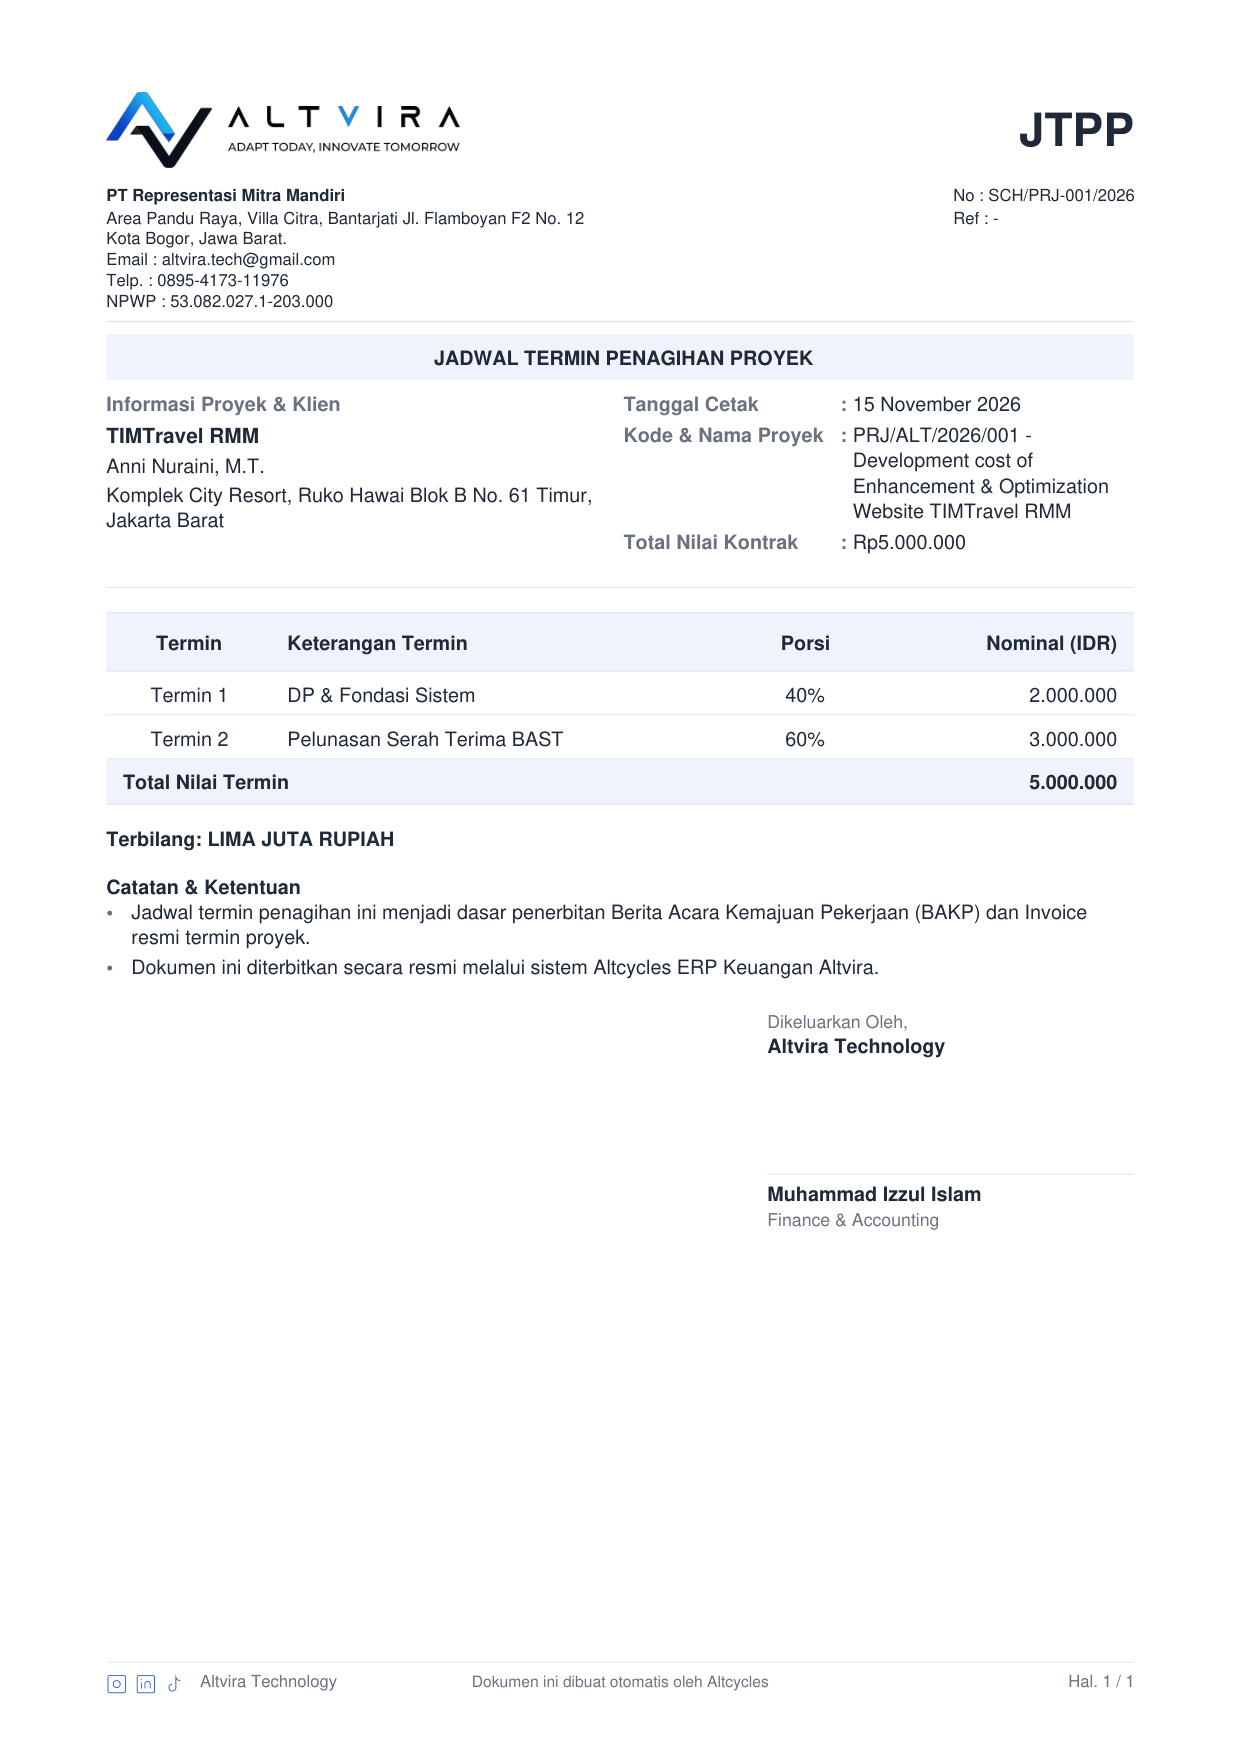 ALTVIRA
ADAPT TODAY, INNOVATE TOMORROW
JTPP
PT Representasi Mitra Mandiri
Area Pandu Raya, Villa Citra, Bantarjati Jl. Flamboyan F2 No. 12
Kota Bogor, Jawa Barat.
Email : altvira.tech@gmail.com
Telp. : 0895-4173-11976
NPWP : 53.082.027.1-203.000
No : SCH/PRJ-001/2026
Ref : -
JADWAL TERMIN PENAGIHAN PROYEK
Informasi Proyek & Klien
TIMTravel RMM
Anni Nuraini, M.T.
Komplek City Resort, Ruko Hawai Blok B No. 61 Timur,
Jakarta Barat
Tanggal Cetak : 15 November 2026
Kode & Nama Proyek : PRJ/ALT/2026/001 -
Development cost of
Enhancement & Optimization
Website TIMTravel RMM
Total Nilai Kontrak : Rp5.000.000
Termin Keterangan Termin Porsi Nominal (IDR)
Termin 1 DP & Fondasi Sistem 40% 2.000.000
Termin 2 Pelunasan Serah Terima BAST 60% 3.000.000
Total Nilai Termin 5.000.000
Terbilang: LIMA JUTA RUPIAH
Catatan & Ketentuan
• Jadwal termin penagihan ini menjadi dasar penerbitan Berita Acara Kemajuan Pekerjaan (BAKP) dan Invoice
resmi termin proyek.
• Dokumen ini diterbitkan secara resmi melalui sistem Altcycles ERP Keuangan Altvira.
Dikeluarkan Oleh,
Altvira Technology
Muhammad Izzul Islam
Finance & Accounting
Altvira Technology Dokumen ini dibuat otomatis oleh Altcycles Hal. 1 / 1